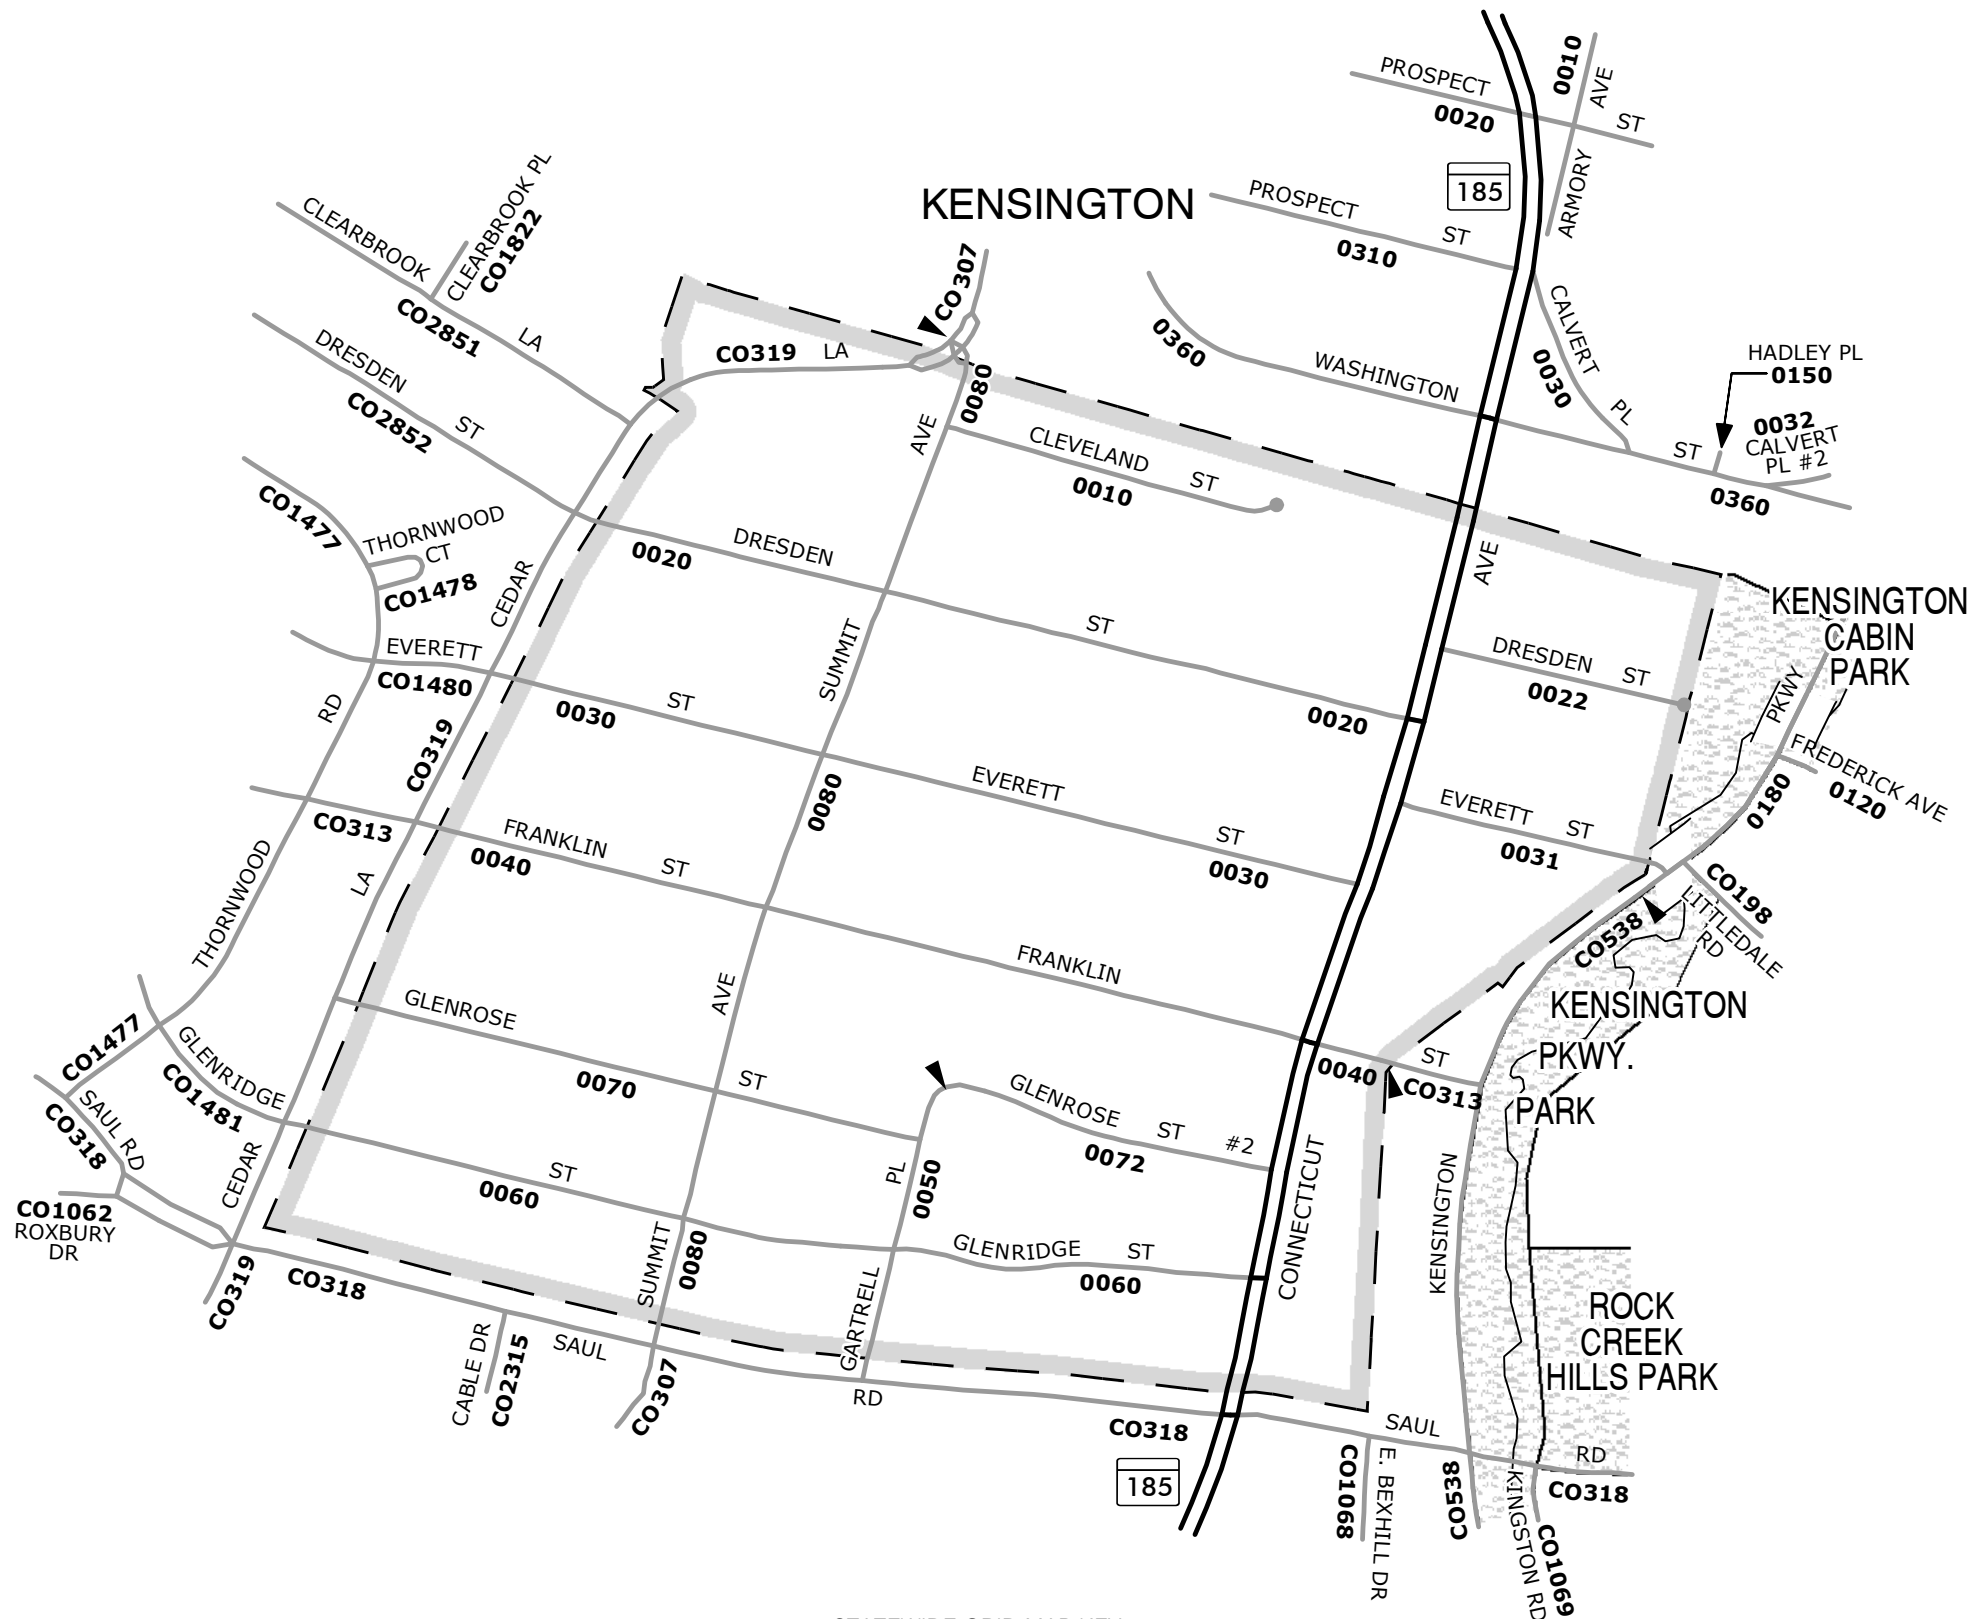 PROSPECT
0020
0010
AVE
ST
185
ARMORY
KENSINGTON
PROSPECT
ST
0310
CLEARBROOK
CLEARBROOK PL
CO1822
CO2851
LA
CO 307
0360
WASHINGTON
CALVERT
0030
PL
HADLEY PL
0150
0032
CALVERT
PL #2
ST
0360
DRESDEN
ST
CO2852
CO319
LA
0080
AVE
CLEVELAND
ST
0010
CO1477
THORNWOOD
CT
CO1478
CEDAR
0020
DRESDEN
ST
AVE
DRESDEN
ST
0022
0020
KENSINGTON
CABIN
PARK
PKWY
EVERETT
CO1480
RD
0030
ST
SUMMIT
CO319
EVERETT
ST
0030
0080
EVERETT
ST
0031
0180
FREDERICK AVE
0120
CO313
FRANKLIN
ST
0040
LA
THORNWOOD
FRANKLIN
CO198
LITTLEDALE
RD
CO538
AVE
GLENROSE
0070
ST
GLENROSE
ST
#2
0072
0040
ST
CO313
KENSINGTON
PKWY.
PARK
CO1477
GLENRIDGE
CO1481
SAUL RD
CO318
CEDAR
CO1062
ROXBURY
DR
ST
0060
PL
0050
SUMMIT
0080
GLENRIDGE
ST
0060
GARTRELL
CONNECTICUT
KENSINGTON
ROCK
CREEK
HILLS PARK
CO319
CO318
CABLE DR
CO2315
SAUL
CO307
RD
CO318
185
SAUL
CO1068
E. BEXHILL DR
CO538
RD
CO318
KINGSTON RD
CO1069